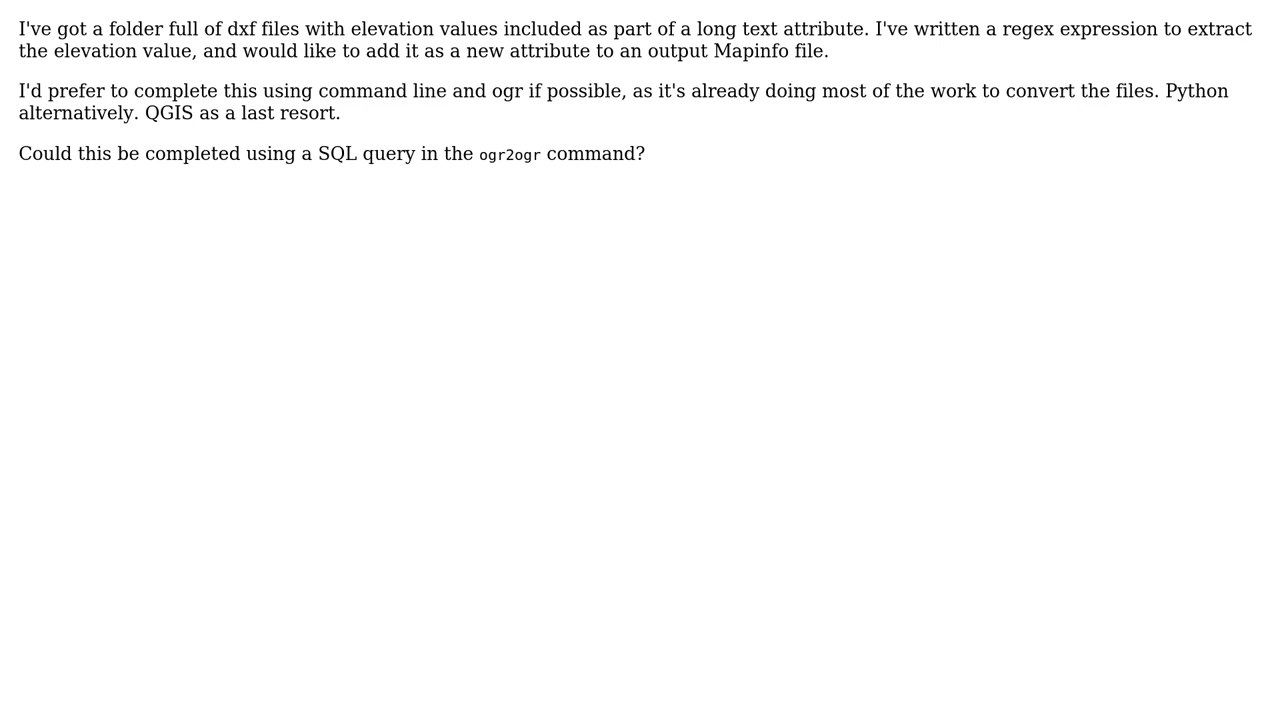 I've got a folder full of dxf files with elevation values included as part of a long text attribute. I've written a regex expression to extract
the elevation value, and would like to add it as a new attribute to an output Mapinfo file.
I'd prefer to complete this using command line and ogr if possible, as it's already doing most of the work to convert the files. Python
alternatively. QGIS as a last resort.
Could this be completed using a SQL query in the ogr2ogr command?